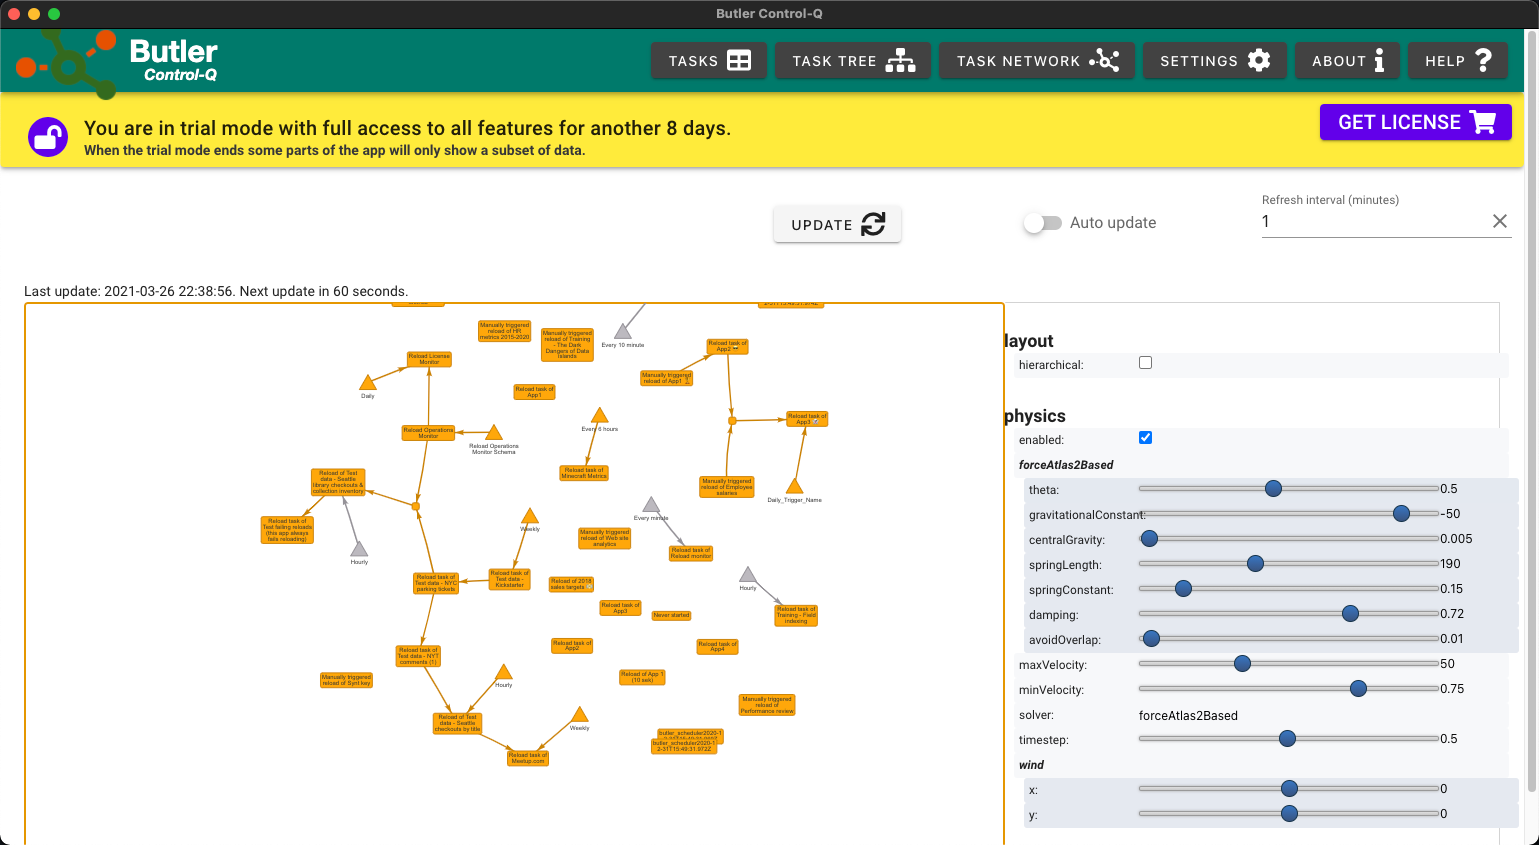 Butler Control-Q
Butler
Control-Q
TASKS
TASK TREE
TASK NETWORK
SETTINGS
ABOUT
HELP
You are in trial mode with full access to all features for another 8 days.
When the trial mode ends some parts of the app will only show a subset of data.
GET LICENSE
UPDATE
Auto update
Refresh interval (minutes)
1
Last update: 2021-03-26 22:38:56. Next update in 60 seconds.
Manually triggered
reload of HR
metrics 2015-2020
Manually triggered
reload of Training
- The Dark
Dangers of Data
Islands
Every 10 minute
Reload task of
App2
Reload License
Monitor
Daily
Manually triggered
reload of App1
Reload task of
App1
Every 6 hours
Reload task of
App3
Reload Operations
Monitor
Reload Operations
Monitor Schema
Reload task of
Minecraft Metrics
Reload of Test
data - Seattle
library checkouts &
collection inventory
Manually triggered
reload of Employee
salaries
Daily_Trigger_Name
Reload task of
Test failing reloads
(this app always
fails reloading)
Weekly
Every minute
Manually triggered
reload of Web site
analytics
Reload task of
Reload monitor
Hourly
Reload task of
Test data - NYC
parking tickets
Reload task of
Test data -
Kickstarter
Reload of 2018
sales targets
Hourly
Reload task of
App3
Never started
Reload task of
Training - Field
indexing
Reload task of
App2
Reload task of
App4
Reload task of
Test data - NYT
comments (1)
Manually triggered
reload of Synt key
Hourly
Reload of App 1
(10 sek)
Manually triggered
reload of
Performance review
Reload of Test
data - Seattle
checkouts by title
Weekly
butler_scheduler2020-1
butler_scheduler2020-1
2-31T15:49:31.972Z
Reload task of
Meetup.com
layout
hierarchical:
physics
enabled:
forceAtlas2Based
theta: 0.5
gravitationalConstant: -50
centralGravity: 0.005
springLength: 190
springConstant: 0.15
damping: 0.72
avoidOverlap: 0.01
maxVelocity: 50
minVelocity: 0.75
solver: forceAtlas2Based
timestep: 0.5
wind
x: 0
y: 0